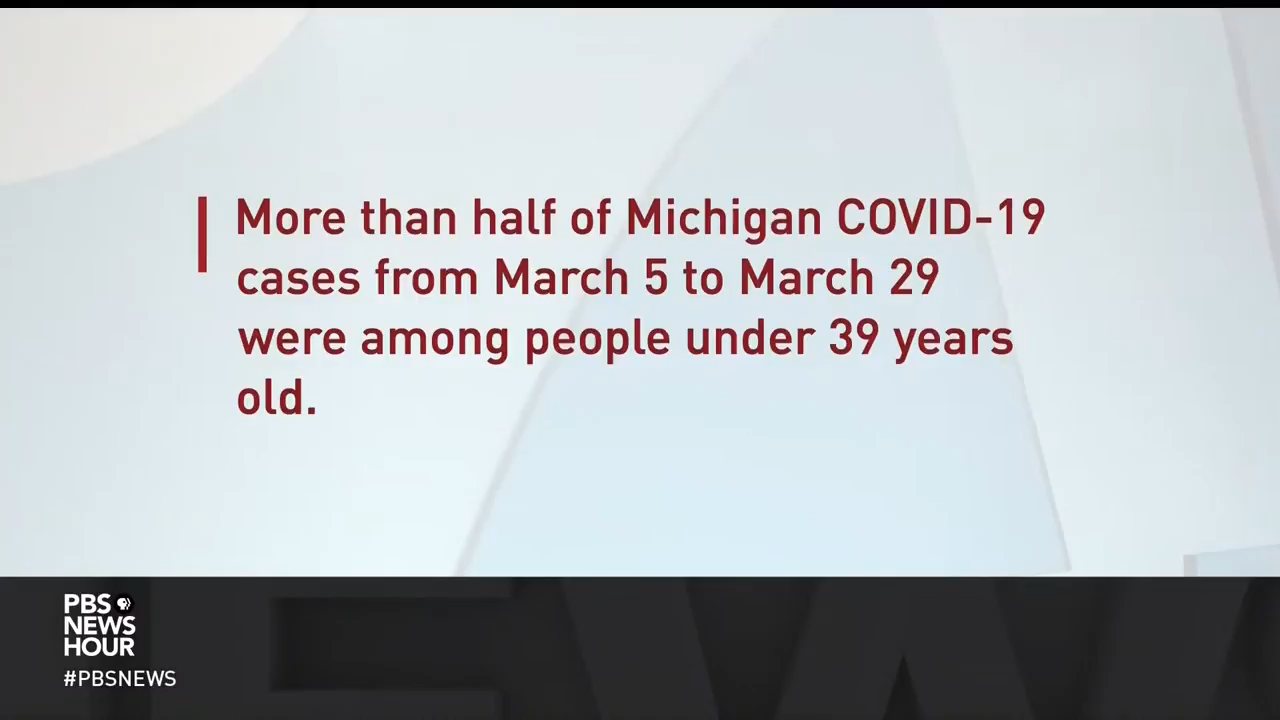 More than half of Michigan COVID-19
cases from March 5 to March 29
were among people under 39 years
old.
PBS
NEWS
HOUR
#PBSNEWS